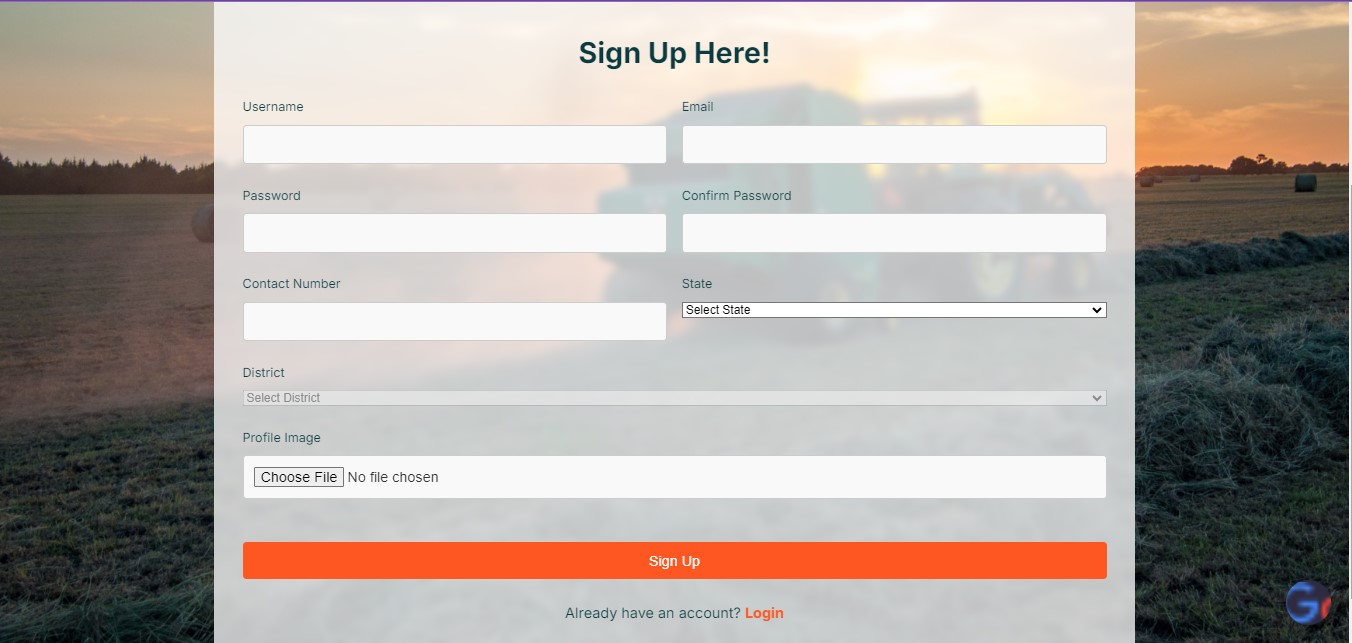 Sign Up Here!
Username
Email
Password
Confirm Password
Contact Number
State
Select State
District
Select District
Profile Image
Choose File No file chosen
Sign Up
Already have an account? Login